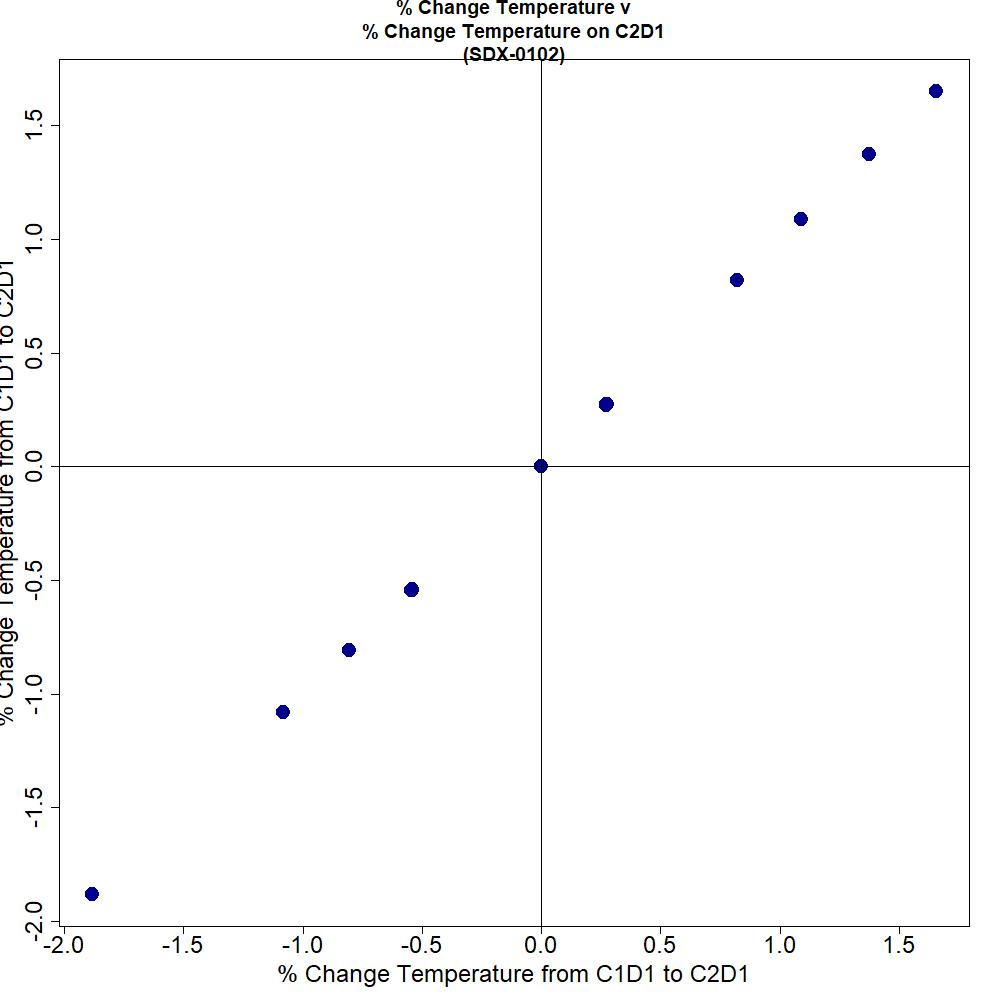 % Change Temperature v
% Change Temperature on C2D1
(SDX-0102)
% Change Temperature from C1D1 to C2D1
1.5
1.0
0.5
0.0
-0.5
-1.0
-1.5
-2.0
-2.0 -1.5 -1.0 -0.5 0.0 0.5 1.0 1.5
% Change Temperature from C1D1 to C2D1